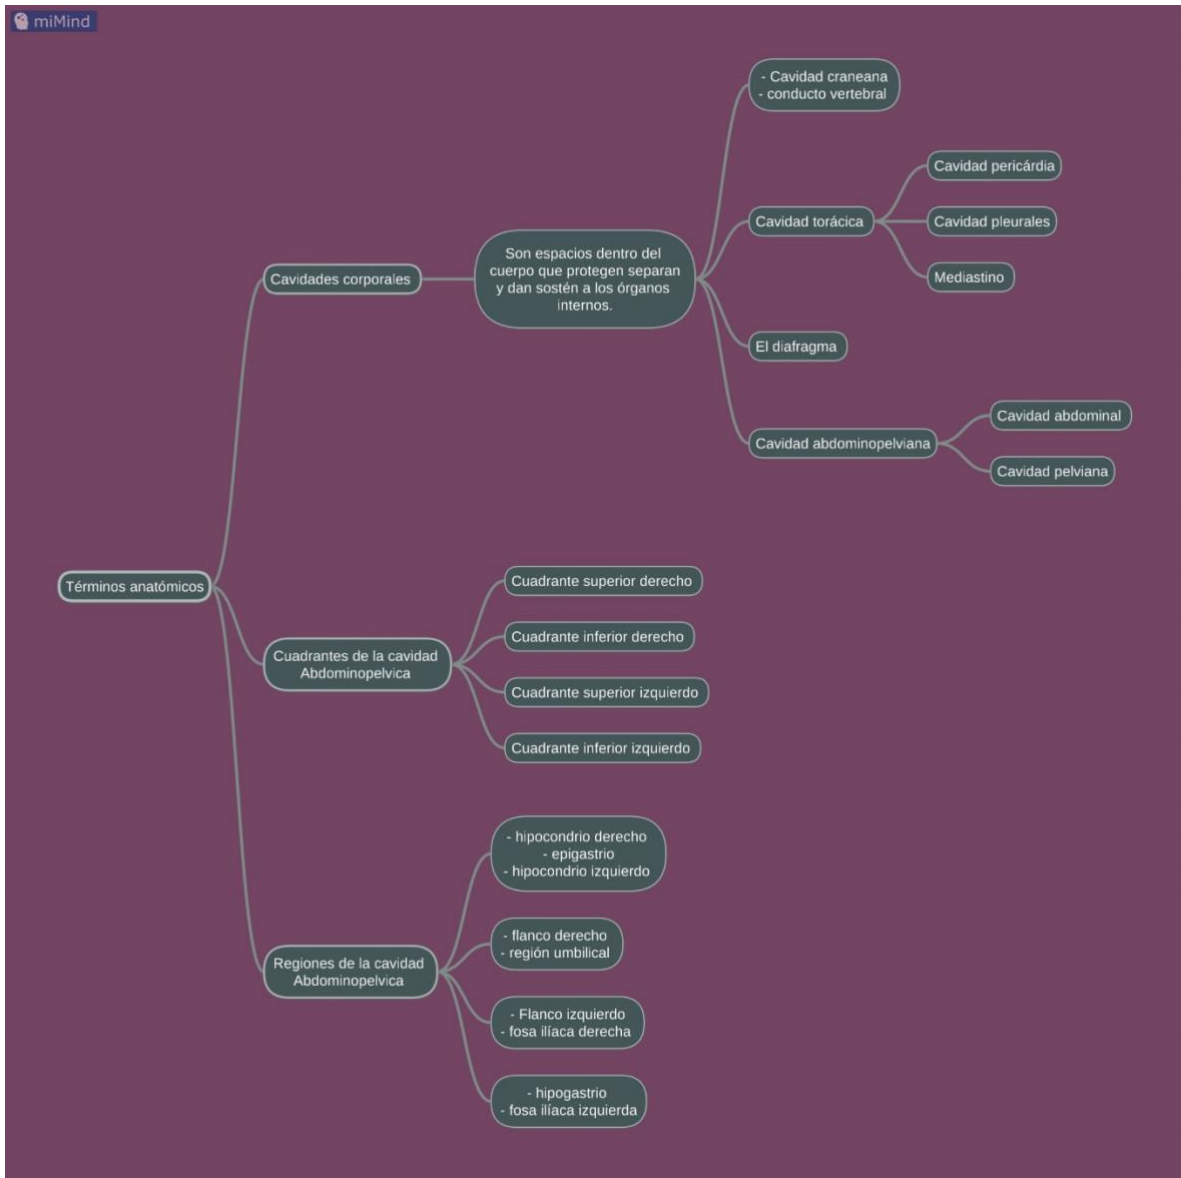 miMind
- Cavidad craneana
- conducto vertebral
Cavidad pericárdia
Cavidad torácica
Cavidad pleurales
Mediastino
Cavidades corporales
Son espacios dentro del
cuerpo que protegen separan
y dan sostén a los órganos
internos.
El diafragma
Cavidad abdominopelviana
Cavidad abdominal
Cavidad pelviana
Términos anatómicos
Cuadrantes de la cavidad
Abdominopelvica
Cuadrante superior derecho
Cuadrante inferior derecho
Cuadrante superior izquierdo
Cuadrante inferior izquierdo
Regiones de la cavidad
Abdominopelvica
- hipocondrio derecho
- epigastrio
- hipocondrio izquierdo
- flanco derecho
- región umbilical
- Flanco izquierdo
- fosa ilíaca derecha
- hipogastrio
- fosa ilíaca izquierda